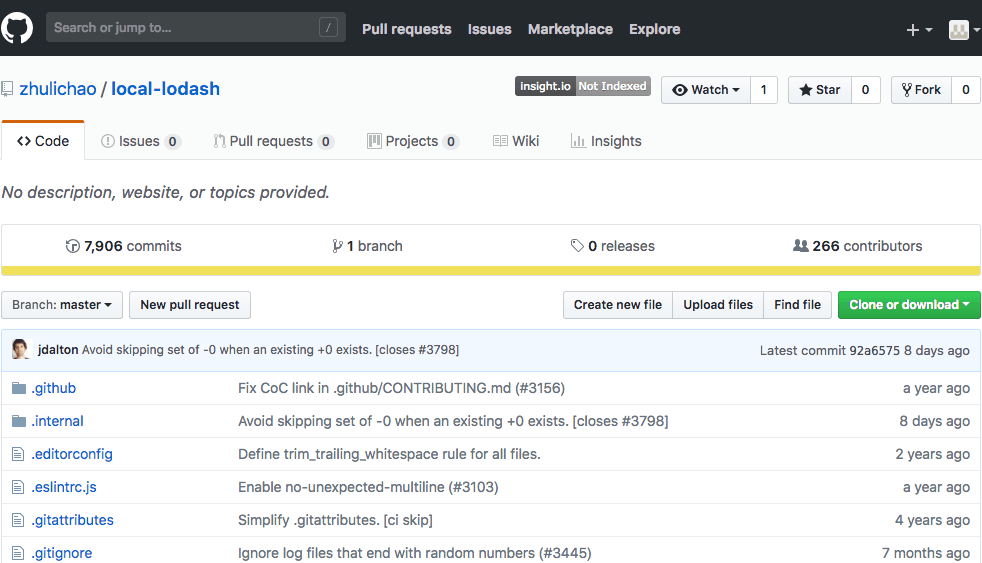 Search or jump to... / Pull requests Issues Marketplace Explore
zhulichao / local-lodash insight.io Not Indexed Watch 1 Star 0 Fork 0
Code Issues 0 Pull requests 0 Projects 0 Wiki Insights
No description, website, or topics provided.
7,906 commits 1 branch 0 releases 266 contributors
Branch: master New pull request Create new file Upload files Find file Clone or download
jdalton Avoid skipping set of -0 when an existing +0 exists. [closes #3798] Latest commit 92a6575 8 days ago
.github Fix CoC link in .github/CONTRIBUTING.md (#3156) a year ago
.internal Avoid skipping set of -0 when an existing +0 exists. [closes #3798] 8 days ago
.editorconfig Define trim_trailing_whitespace rule for all files. 2 years ago
.eslintrc.js Enable no-unexpected-multiline (#3103) a year ago
.gitattributes Simplify .gitattributes. [ci skip] 4 years ago
.gitignore Ignore log files that end with random numbers (#3445) 7 months ago